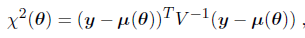 χ²(θ) = (y − μ(θ))ᵀV⁻¹(y − μ(θ)) ,